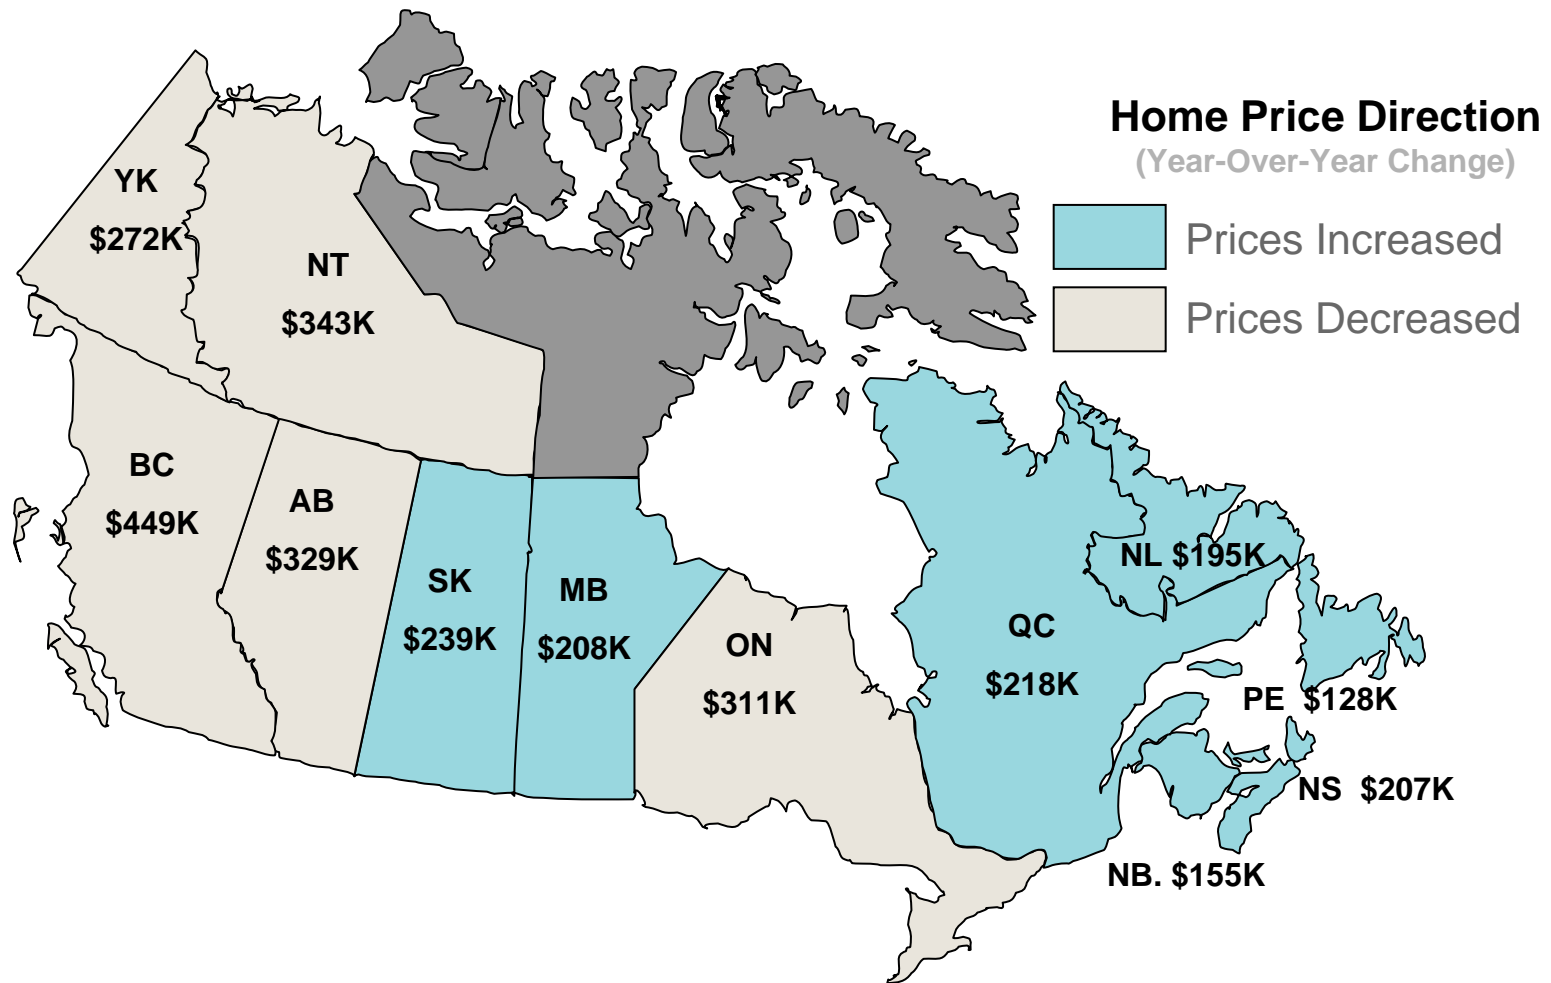 Home Price Direction
(Year-Over-Year Change)
Prices Increased
Prices Decreased
YK
$272K
NT
$343K
BC
$449K
AB
$329K
SK
$239K
MB
$208K
ON
$311K
QC
$218K
NL $195K
PE $128K
NS $207K
NB. $155K